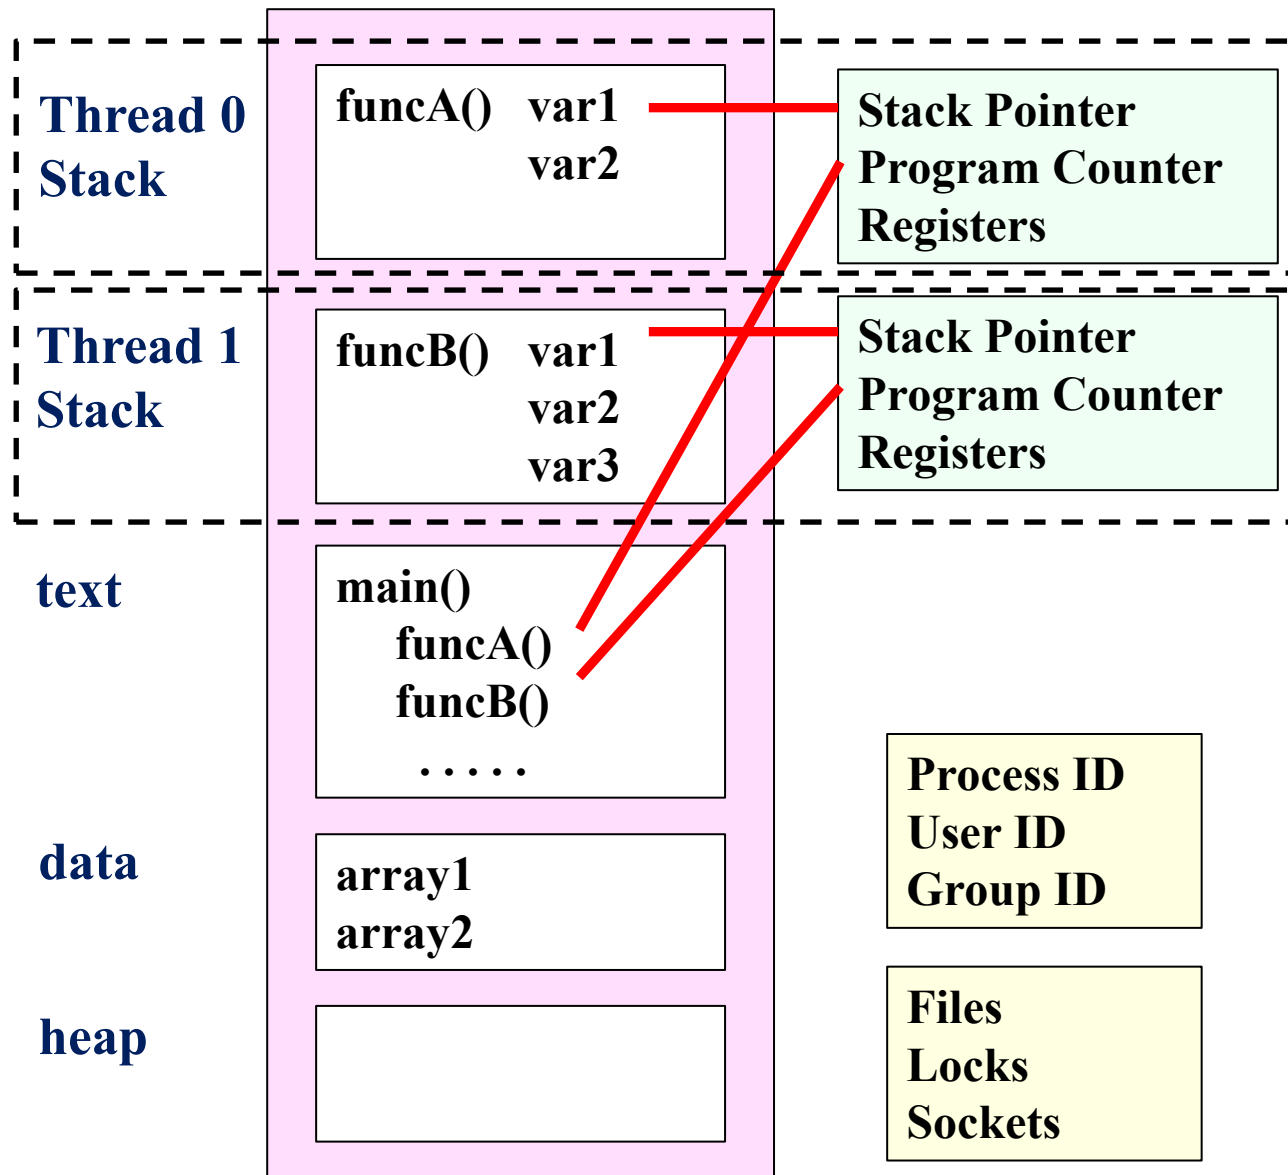 Thread 0
Stack
funcA() var1
var2
Stack Pointer
Program Counter
Registers
Thread 1
Stack
funcB() var1
var2
var3
Stack Pointer
Program Counter
Registers
text
main()
funcA()
funcB()
. . . . .
data
array1
array2
heap
Process ID
User ID
Group ID
Files
Locks
Sockets